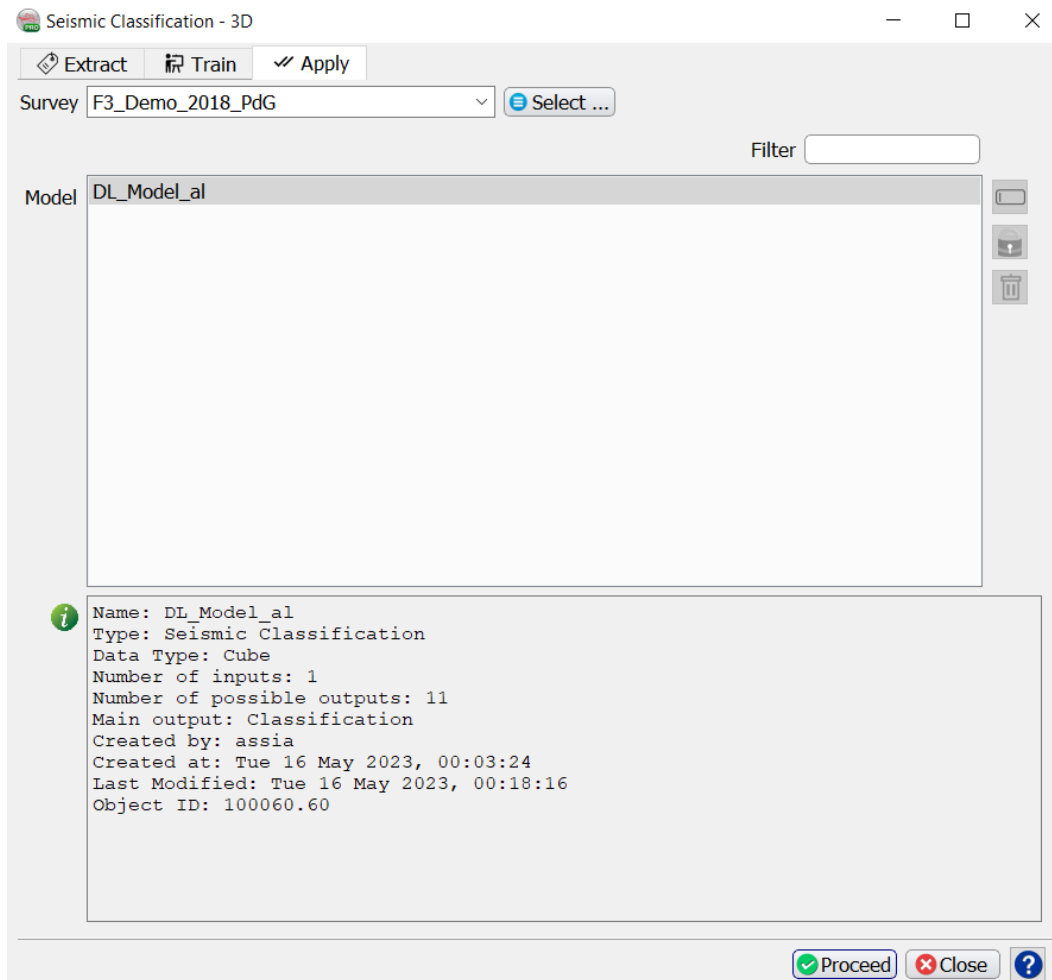 PRO Seismic Classification - 3D
Extract Train Apply
Survey F3_Demo_2018_PdG Select ...
Filter
Model DL_Model_al
i
Name: DL_Model_al
Type: Seismic Classification
Data Type: Cube
Number of inputs: 1
Number of possible outputs: 11
Main output: Classification
Created by: assia
Created at: Tue 16 May 2023, 00:03:24
Last Modified: Tue 16 May 2023, 00:18:16
Object ID: 100060.60
Proceed Close ?